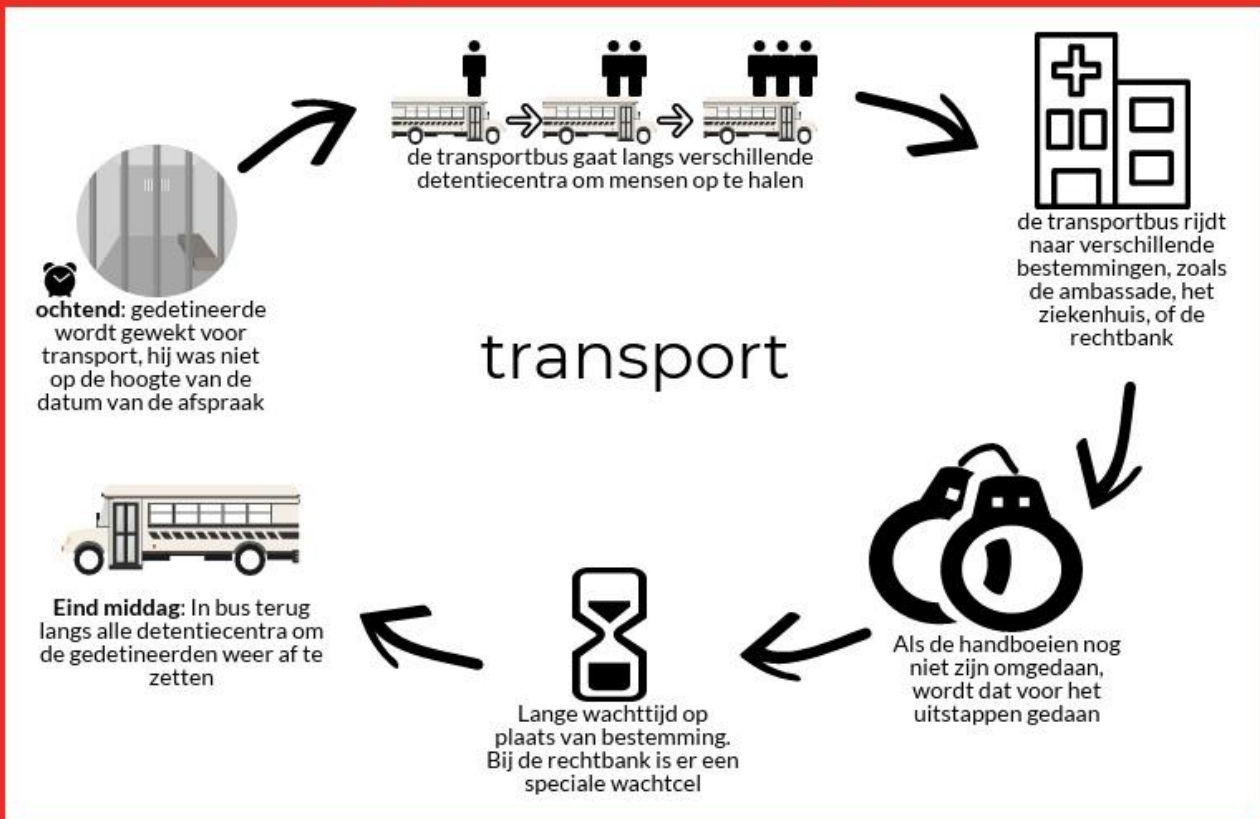 de transportbus gaat langs verschillende
detentiecentra om mensen op te halen
de transportbus rijdt
naar verschillende
bestemmingen, zoals
de ambassade, het
ziekenhuis, of de
rechtbank
ochtend: gedetineerde
wordt gewekt voor
transport, hij was niet
op de hoogte van de
datum van de afspraak
transport
Eind middag: In bus terug
langs alle detentiecentra om
de gedetineerden weer af te
zetten
Als de handboeien nog
niet zijn omgedaan,
wordt dat voor het
uitstappen gedaan
Lange wachttijd op
plaats van bestemming.
Bij de rechtbank is er een
speciale wachtcel